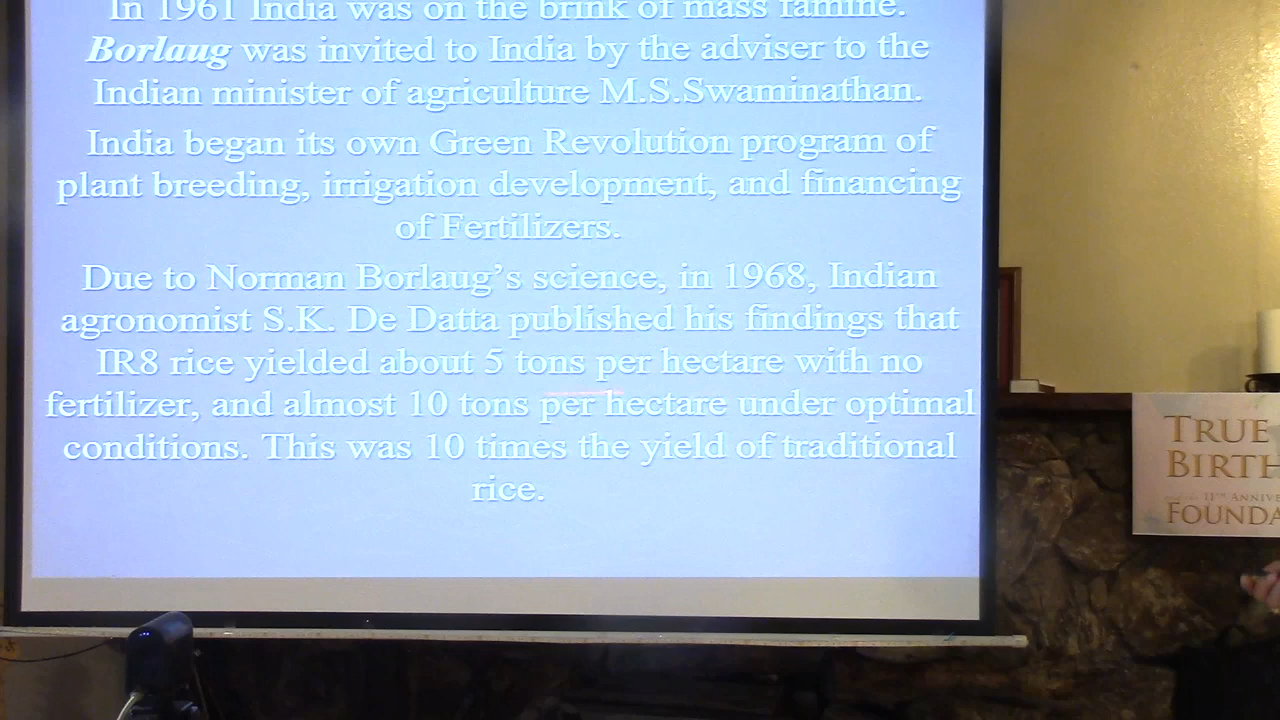 In 1961 India was on the brink of mass famine.
Borlaug was invited to India by the adviser to the
Indian minister of agriculture M.S.Swaminathan.
India began its own Green Revolution program of
plant breeding, irrigation development, and financing
of Fertilizers.
Due to Norman Borlaug’s science, in 1968, Indian
agronomist S.K. De Datta published his findings that
IR8 rice yielded about 5 tons per hectare with no
fertilizer, and almost 10 tons per hectare under optimal
conditions. This was 10 times the yield of traditional
rice.
TRUE
BIRTH
11TH ANNIVE
FOUNDA